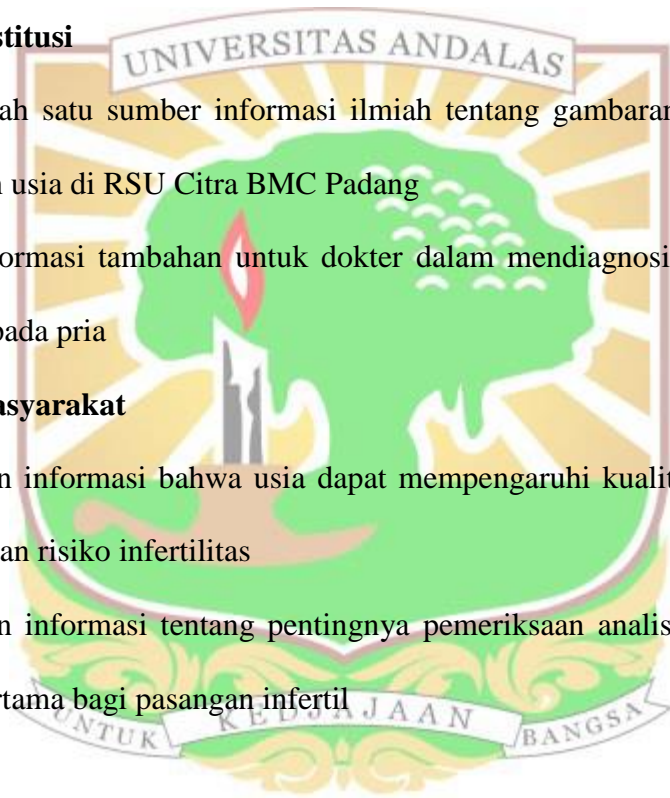 stitusi
UNIVERSITAS ANDALAS
ah satu sumber informasi ilmiah tentang gambaran
n usia di RSU Citra BMC Padang
ormasi tambahan untuk dokter dalam mendiagnosi
pada pria
asyarakat
n informasi bahwa usia dapat mempengaruhi kualit
an risiko infertilitas
n informasi tentang pentingnya pemeriksaan analis
rtama bagi pasangan infertil
UNTUK KEDJAJAAN BANGSA